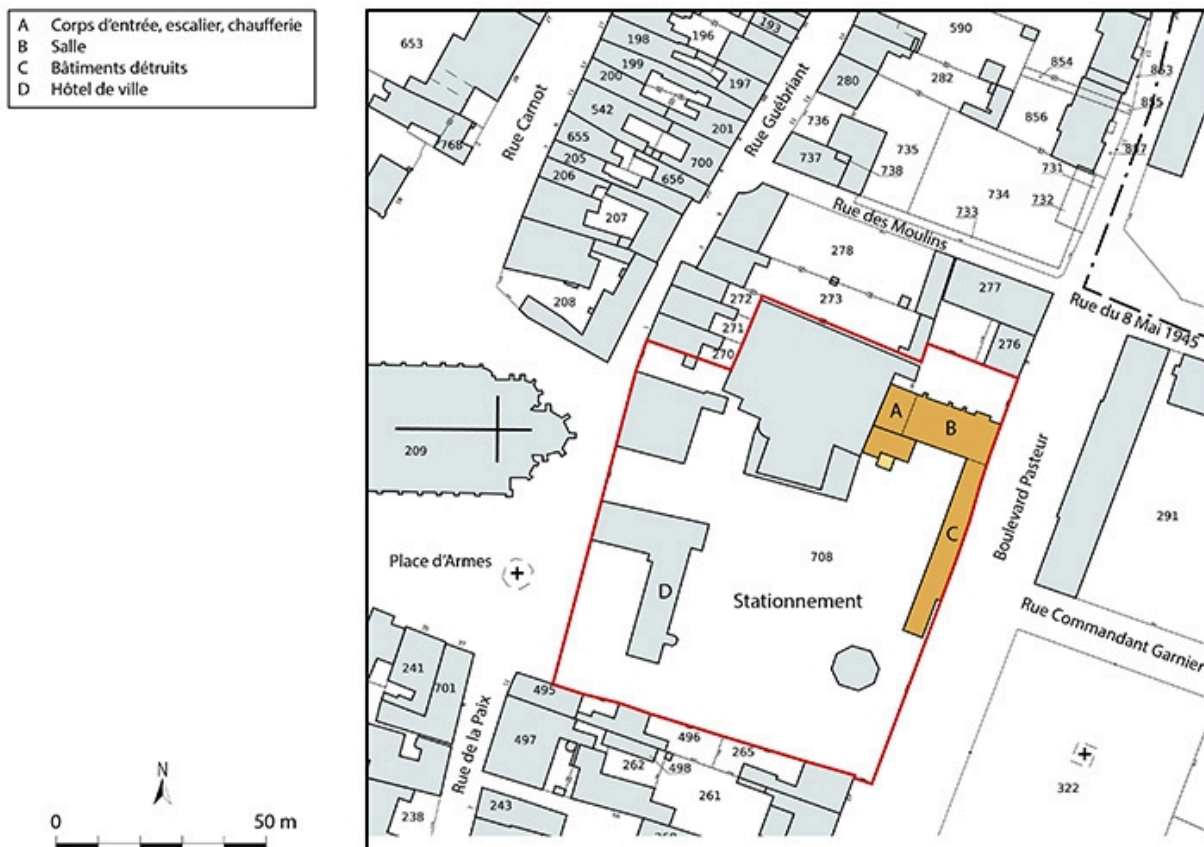 A Corps d'entrée, escalier, chaufferie
B Salle
C Bâtiments détruits
D Hôtel de ville
N
0 50 m
653
198
196
193
590
199
197
280
282
854
853
200
855
Rue Carnot
542
Rue Guébriant
736
856
201
768
655
735
857
205
700
737
738
731
206
656
734
732
207
Rue des Moulins
733
278
208
272
273
277
Rue du 8 Mai 1945
271
276
270
A
B
209
Boulevard Pasteur
291
C
708
Place d'Armes
D
Stationnement
Rue Commandant Garnier
241
701
495
Rue de la Paix
497
496
265
262
498
261
322
243
238